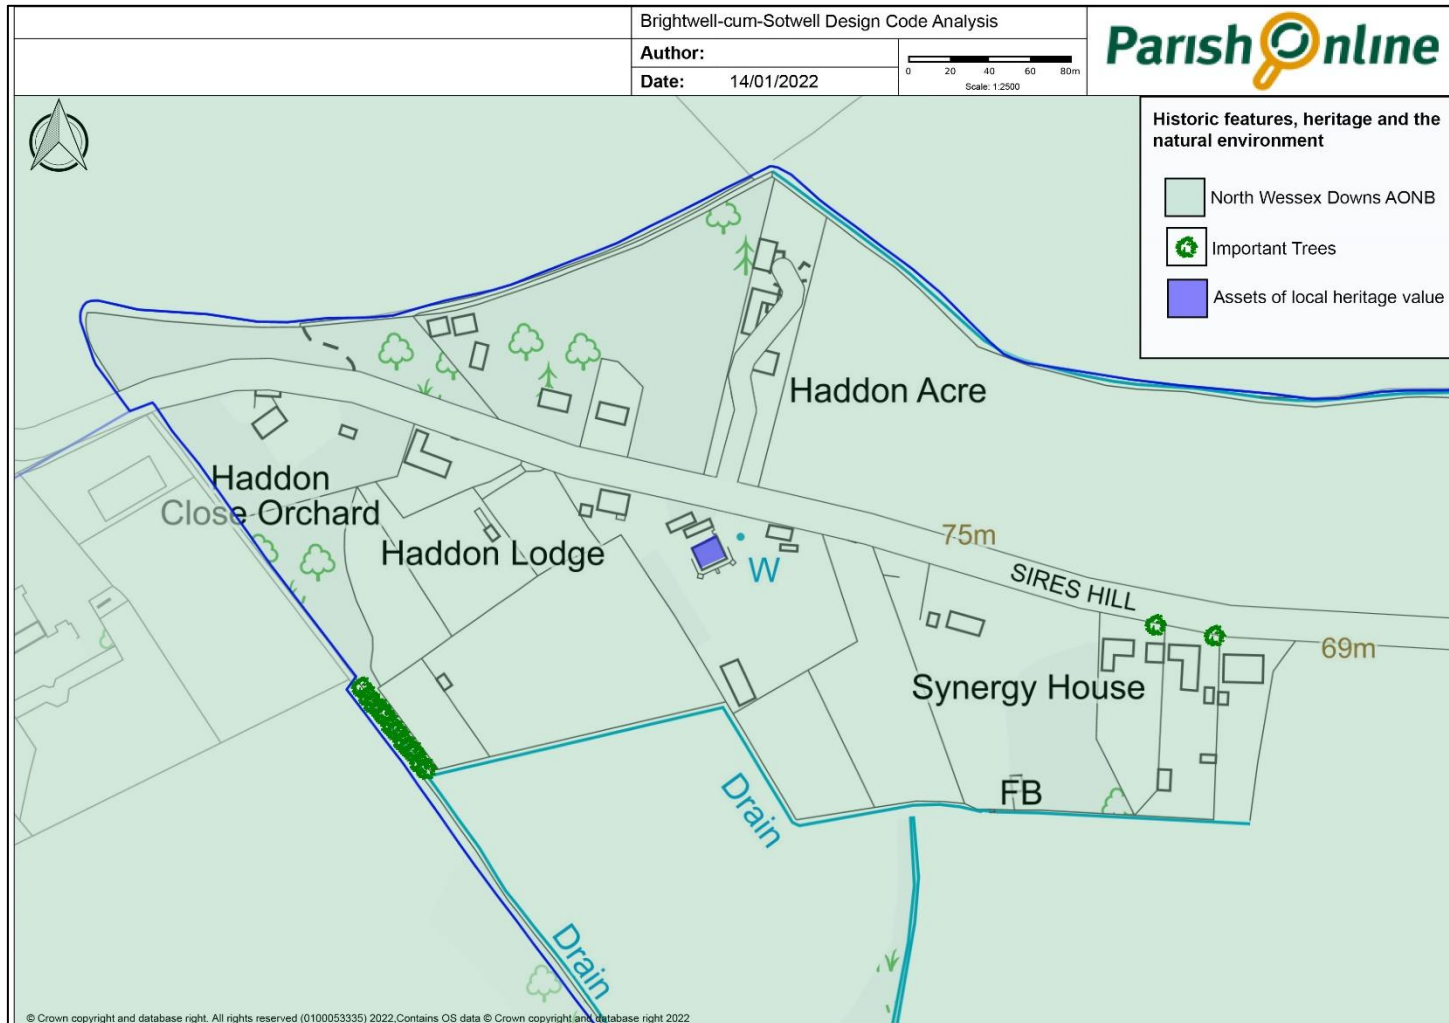 Brightwell-cum-Sotwell Design Code Analysis
Author:
Date: 14/01/2022
0 20 40 60 80m
Scale: 1:2500
Parish Online
Historic features, heritage and the
natural environment
North Wessex Downs AONB
Important Trees
Assets of local heritage value
Haddon Acre
Haddon
Close Orchard
Haddon Lodge
W
75m
SIRES HILL
69m
Synergy House
FB
Drain
Drain
© Crown copyright and database right. All rights reserved (0100053335) 2022,Contains OS data © Crown copyright and database right 2022